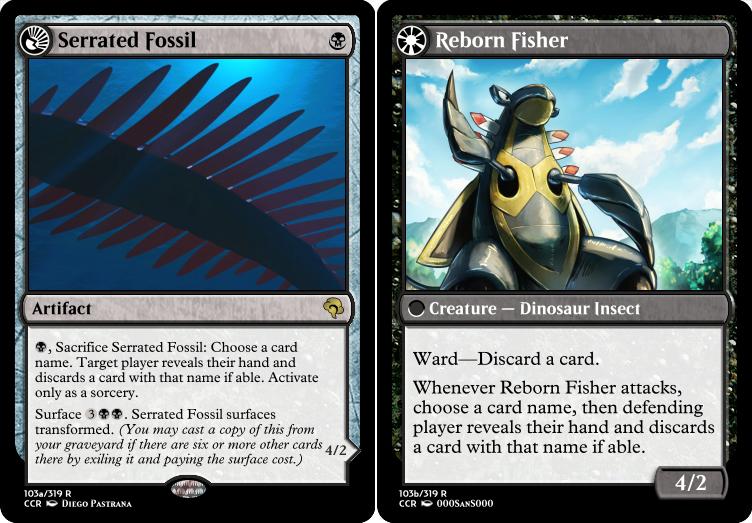 Serrated Fossil
Artifact
, Sacrifice Serrated Fossil: Choose a card
name. Target player reveals their hand and
discards a card with that name if able. Activate
only as a sorcery.
Surface 3. Serrated Fossil surfaces
transformed. (You may cast a copy of this from
your graveyard if there are six or more other cards
there by exiling it and paying the surface cost.)
4/2
103a/319 R
CCR Diego Pastrana
Reborn Fisher
Creature — Dinosaur Insect
Ward—Discard a card.
Whenever Reborn Fisher attacks,
choose a card name, then defending
player reveals their hand and discards
a card with that name if able.
4/2
103b/319 R
CCR 000SanS000